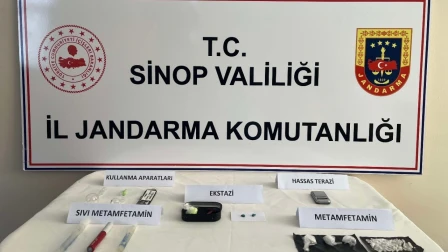 T.C.
SİNOP VALİLİĞİ
İL JANDARMA KOMUTANLIĞI
JANDARMA
KULLANMA APARATLARI
EKSTAZİ
HASSAS TERAZİ
SIVI METAMFETAMİN
METAMFETAMİN